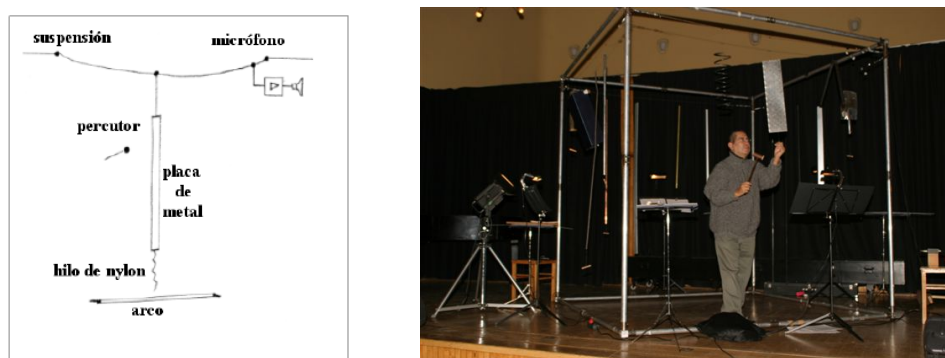 suspensión
micrófono
percutor
placa
de
metal
hilo de nylon
arco